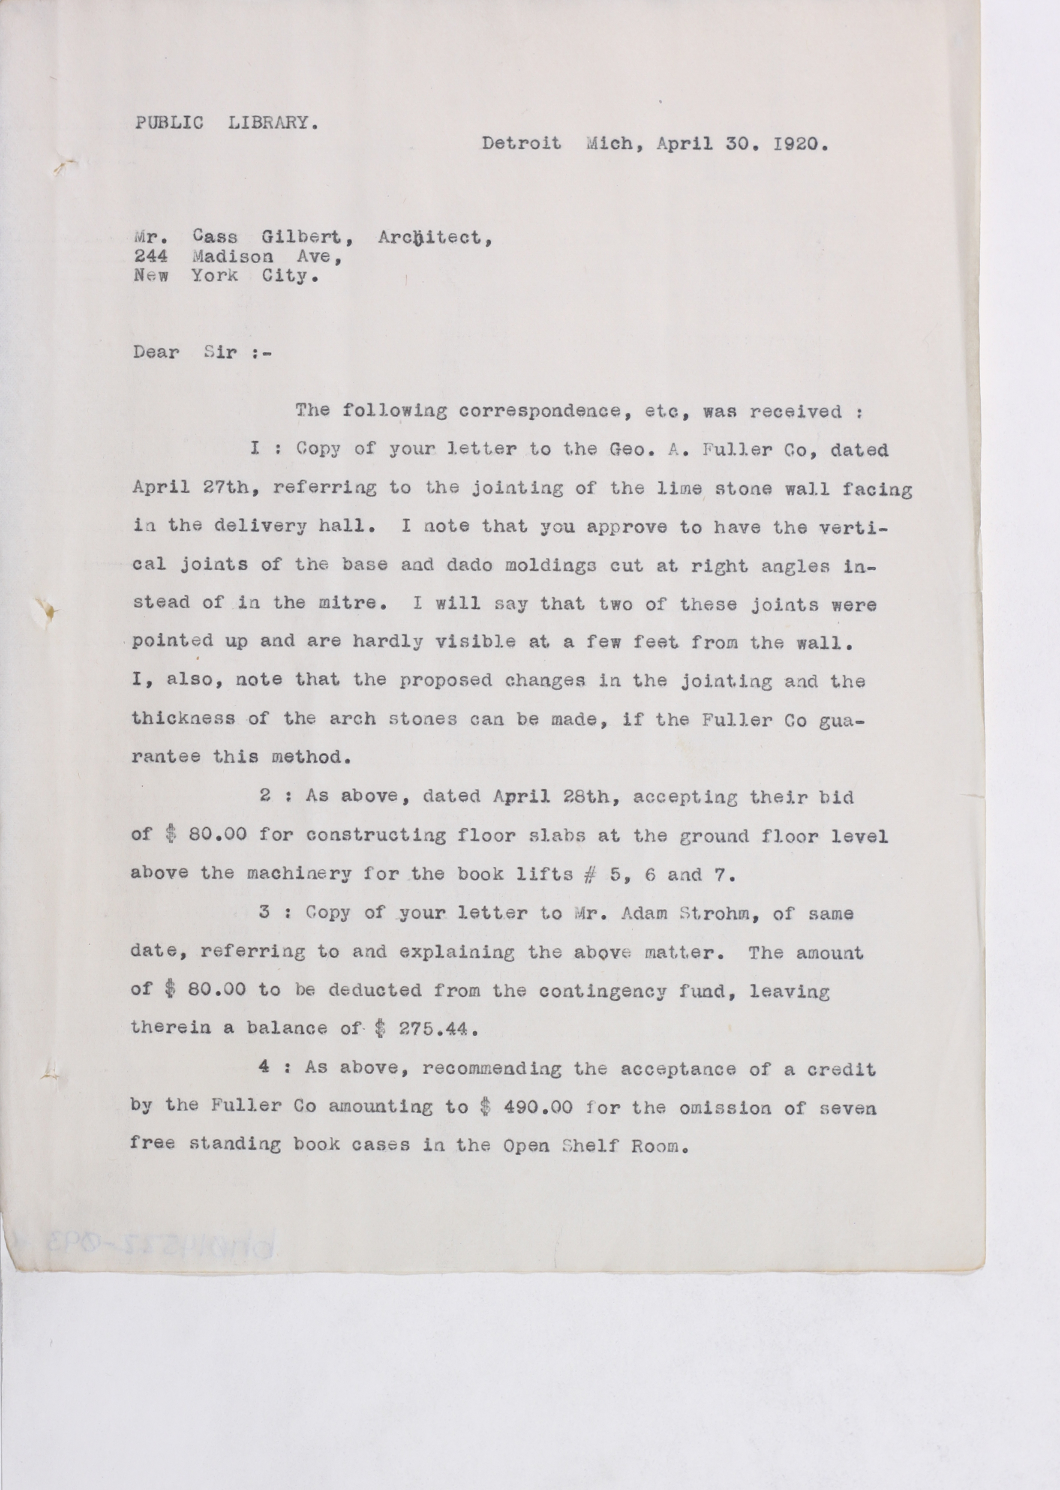 PUBLIC LIBRARY.
Detroit Mich, April 30. I920.
Mr. Cass Gilbert, Architect,
244 Madison Ave,
New York City.
Dear Sir :-
The following correspondence, etc, was received :
I : Copy of your letter to the Geo. A. Fuller Co, dated
April 27th, referring to the jointing of the lime stone wall facing
in the delivery hall. I note that you approve to have the verti-
cal joints of the base and dado moldings cut at right angles in-
stead of in the mitre. I will say that two of these joints were
pointed up and are hardly visible at a few feet from the wall.
I, also, note that the proposed changes in the jointing and the
thickness of the arch stones can be made, if the Fuller Co gua-
rantee this method.
2 : As above, dated April 28th, accepting their bid
of $ 80.00 for constructing floor slabs at the ground floor level
above the machinery for the book lifts # 5, 6 and 7.
3 : Copy of your letter to Mr. Adam Strohm, of same
date, referring to and explaining the above matter. The amount
of $ 80.00 to be deducted from the contingency fund, leaving
therein a balance of $ 275.44.
4 : As above, recommending the acceptance of a credit
by the Fuller Co amounting to $ 490.00 for the omission of seven
free standing book cases in the Open Shelf Room.